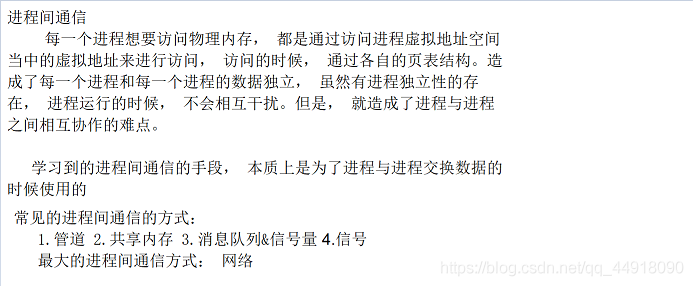 进程间通信
每一个进程想要访问物理内存， 都是通过访问进程虚拟地址空间
当中的虚拟地址来进行访问， 访问的时候， 通过各自的页表结构。造
成了每一个进程和每一个进程的数据独立， 虽然有进程独立性的存
在， 进程运行的时候， 不会相互干扰。但是， 就造成了进程与进程
之间相互协作的难点。
学习到的进程间通信的手段， 本质上是为了进程与进程交换数据的
时候使用的
常见的进程间通信的方式：
1.管道 2.共享内存 3.消息队列&信号量 4.信号
最大的进程间通信方式： 网络
https://blog.csdn.net/qq_44918090